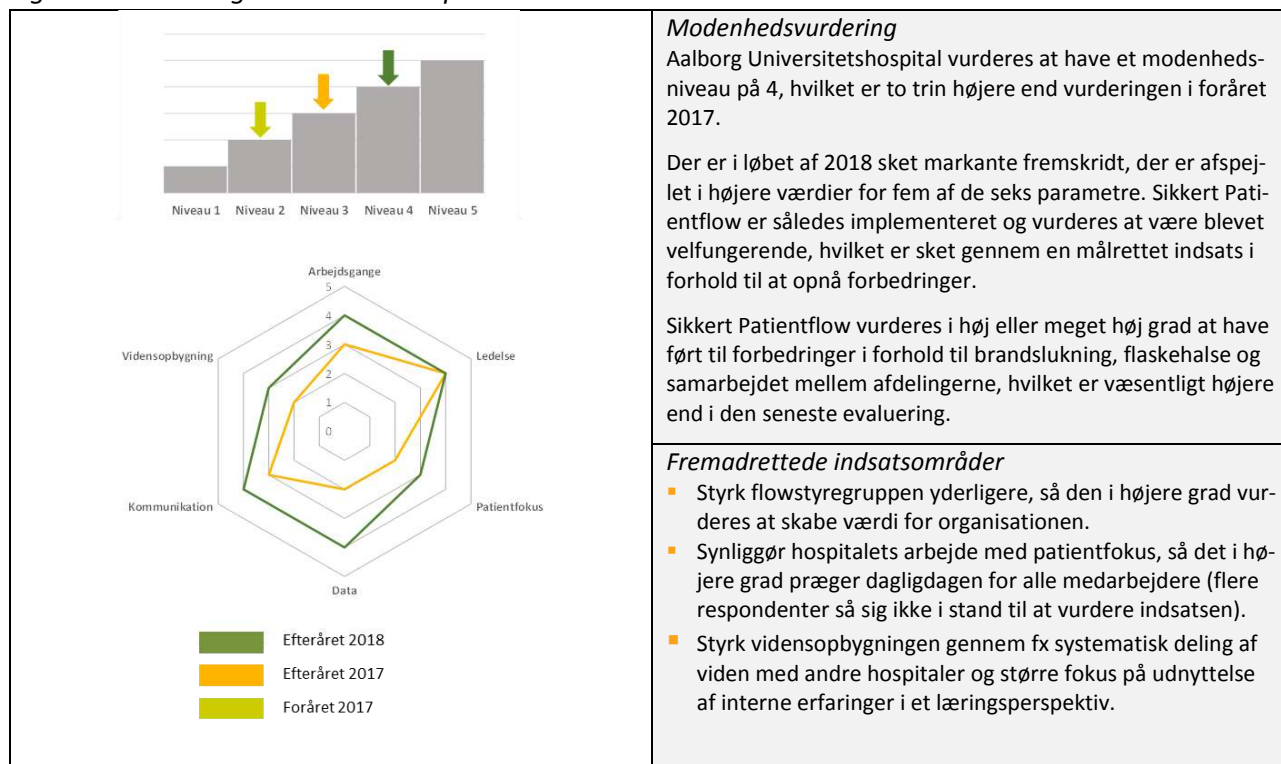 Modenhedsvurdering
Aalborg Universitetshospital vurderes at have et modenheds-
niveau på 4, hvilket er to trin højere end vurderingen i foråret
2017.
Der er i løbet af 2018 sket markante fremskridt, der er afspej-
let i højere værdier for fem af de seks parametre. Sikkert Pati-
entflow er således implementeret og vurderes at være blevet
velfungerende, hvilket er sket gennem en målrettet indsats i
forhold til at opnå forbedringer.
Sikkert Patientflow vurderes i høj eller meget høj grad at have
ført til forbedringer i forhold til brandslukning, flaskehalse og
samarbejdet mellem afdelingerne, hvilket er væsentligt højere
end i den seneste evaluering.
Niveau 1 Niveau 2 Niveau 3 Niveau 4 Niveau 5
Arbejdsgange
5
4
3
2
1
0
Ledelse
Patientfokus
Data
Kommunikation
Vidensopbygning
Efteråret 2018
Efteråret 2017
Foråret 2017
Fremadrettede indsatsområder
▪ Styrk flowstyregruppen yderligere, så den i højere grad vur-
deres at skabe værdi for organisationen.
▪ Synliggør hospitalets arbejde med patientfokus, så det i hø-
jere grad præger dagligdagen for alle medarbejdere (flere
respondenter så sig ikke i stand til at vurdere indsatsen).
▪ Styrk vidensopbygningen gennem fx systematisk deling af
viden med andre hospitaler og større fokus på udnyttelse
af interne erfaringer i et læringsperspektiv.